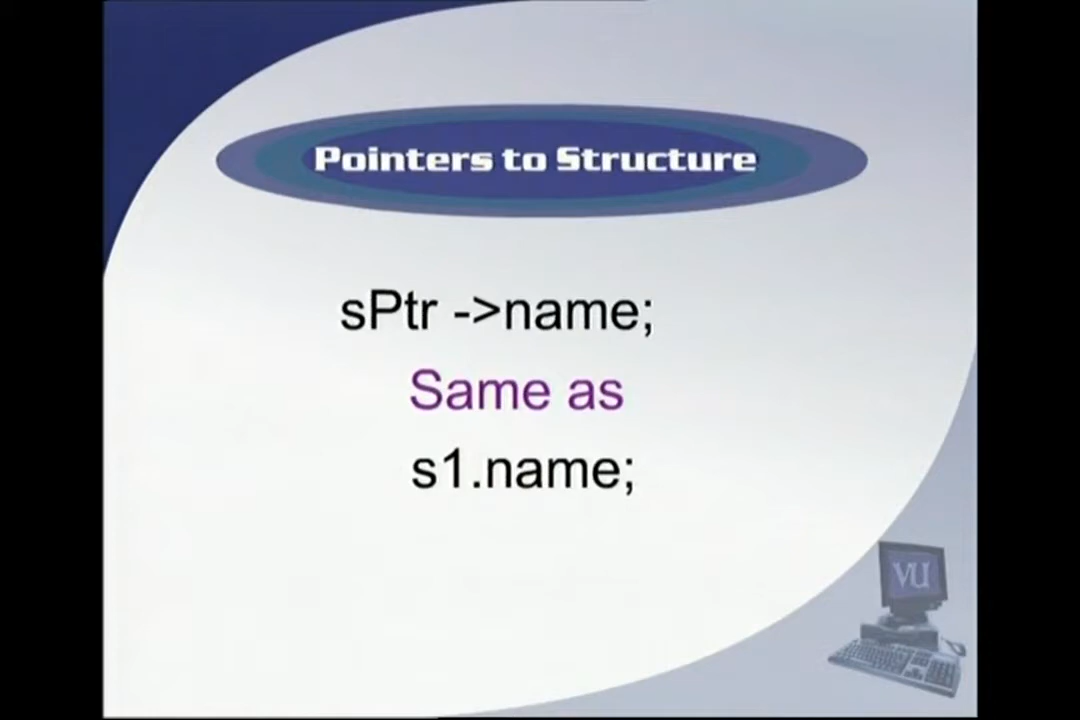 Pointers to Structure
sPtr ->name;
Same as
s1.name;
VU